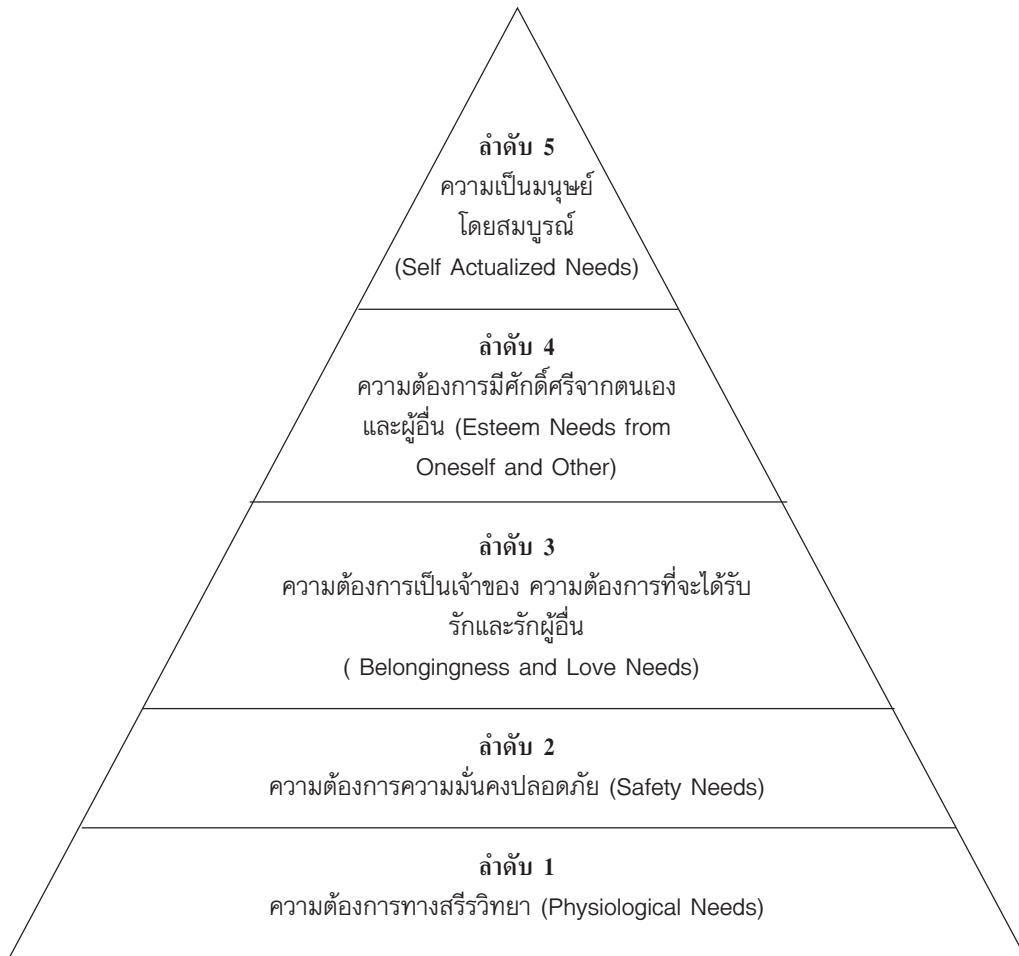 ลำดับ 5
ความเป็นมนุษย์
โดยสมบูรณ์
(Self Actualized Needs)
ลำดับ 4
ความต้องการมีศักดิ์ศรีจากตนเอง
และผู้อื่น (Esteem Needs from
Oneself and Other)
ลำดับ 3
ความต้องการเป็นเจ้าของ ความต้องการที่จะได้รับ
รักและรักผู้อื่น
( Belongingness and Love Needs)
ลำดับ 2
ความต้องการความมั่นคงปลอดภัย (Safety Needs)
ลำดับ 1
ความต้องการทางสรีรวิทยา (Physiological Needs)